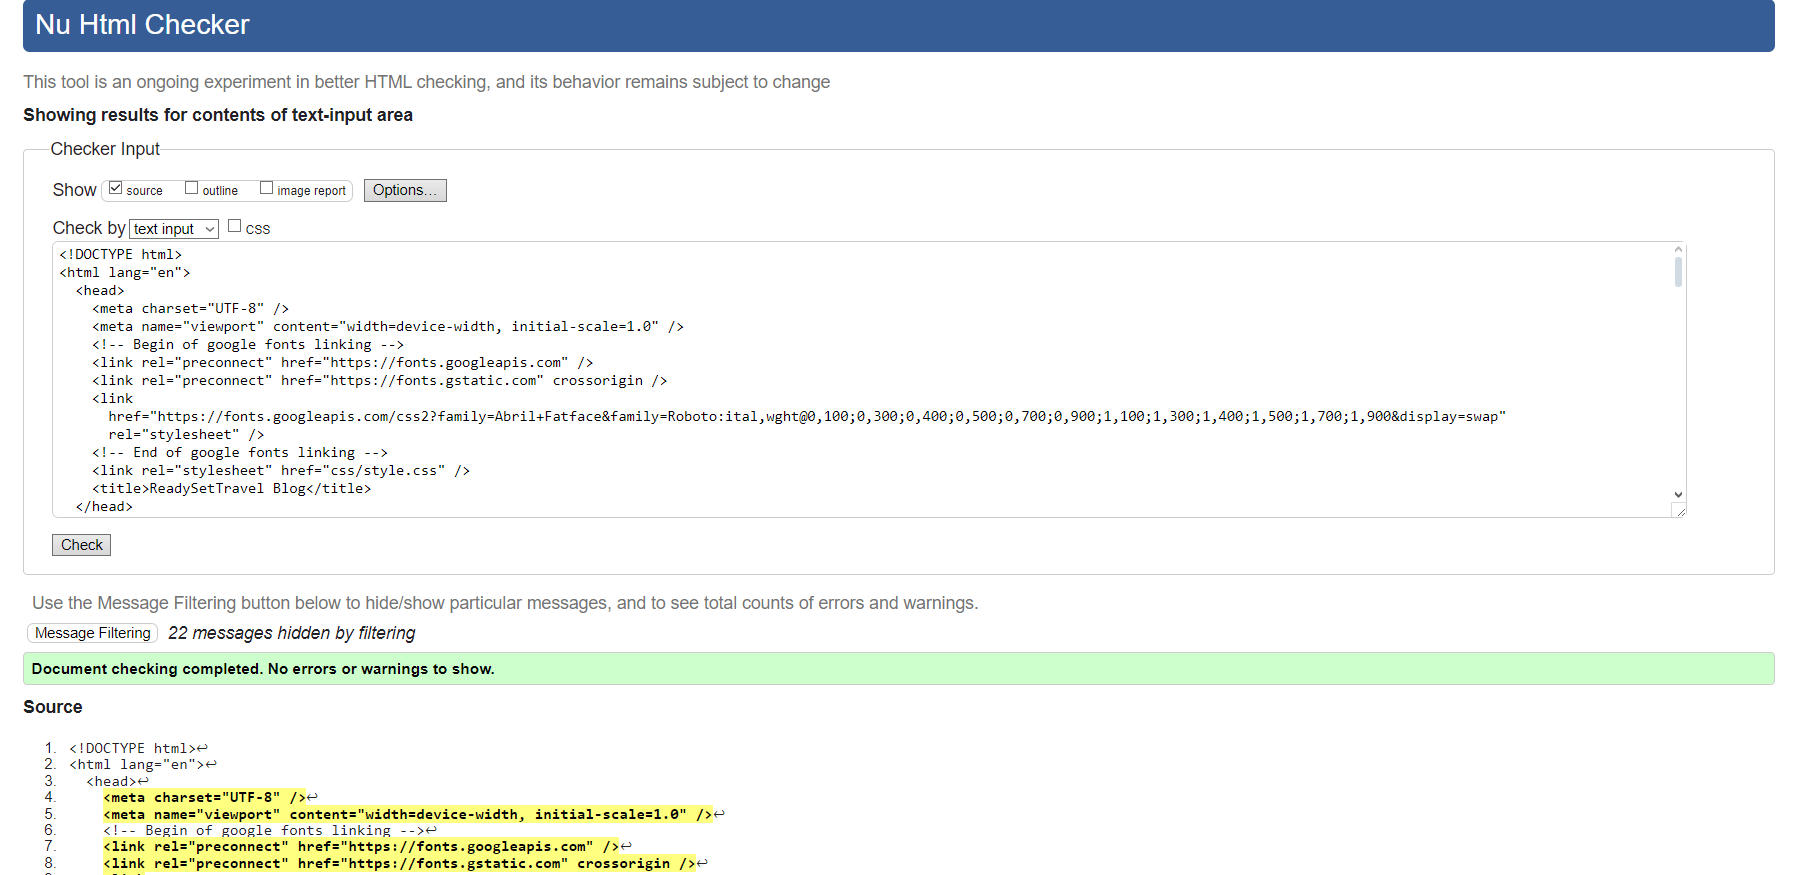 Nu Html Checker
This tool is an ongoing experiment in better HTML checking, and its behavior remains subject to change
Showing results for contents of text-input area
Checker Input
Show source outline image report Options...
Check by text input css
<!DOCTYPE html>
<html lang="en">
  <head>
    <meta charset="UTF-8" />
    <meta name="viewport" content="width=device-width, initial-scale=1.0" />
    <!-- Begin of google fonts linking -->
    <link rel="preconnect" href="https://fonts.googleapis.com" />
    <link rel="preconnect" href="https://fonts.gstatic.com" crossorigin />
    <link
      href="https://fonts.googleapis.com/css2?family=Abril+Fatface&family=Roboto:ital,wght@0,100;0,300;0,400;0,500;0,700;0,900;1,100;1,300;1,400;1,500;1,700;1,900&display=swap"
      rel="stylesheet" />
    <!-- End of google fonts linking -->
    <link rel="stylesheet" href="css/style.css" />
    <title>ReadySetTravel Blog</title>
  </head>
Check
Use the Message Filtering button below to hide/show particular messages, and to see total counts of errors and warnings.
Message Filtering 22 messages hidden by filtering
Document checking completed. No errors or warnings to show.
Source
1. <!DOCTYPE html>↩
2. <html lang="en">↩
3.   <head>↩
4.     <meta charset="UTF-8" />↩
5.     <meta name="viewport" content="width=device-width, initial-scale=1.0" />↩
6.     <!-- Begin of google fonts linking -->↩
7.     <link rel="preconnect" href="https://fonts.googleapis.com" />↩
8.     <link rel="preconnect" href="https://fonts.gstatic.com" crossorigin />↩